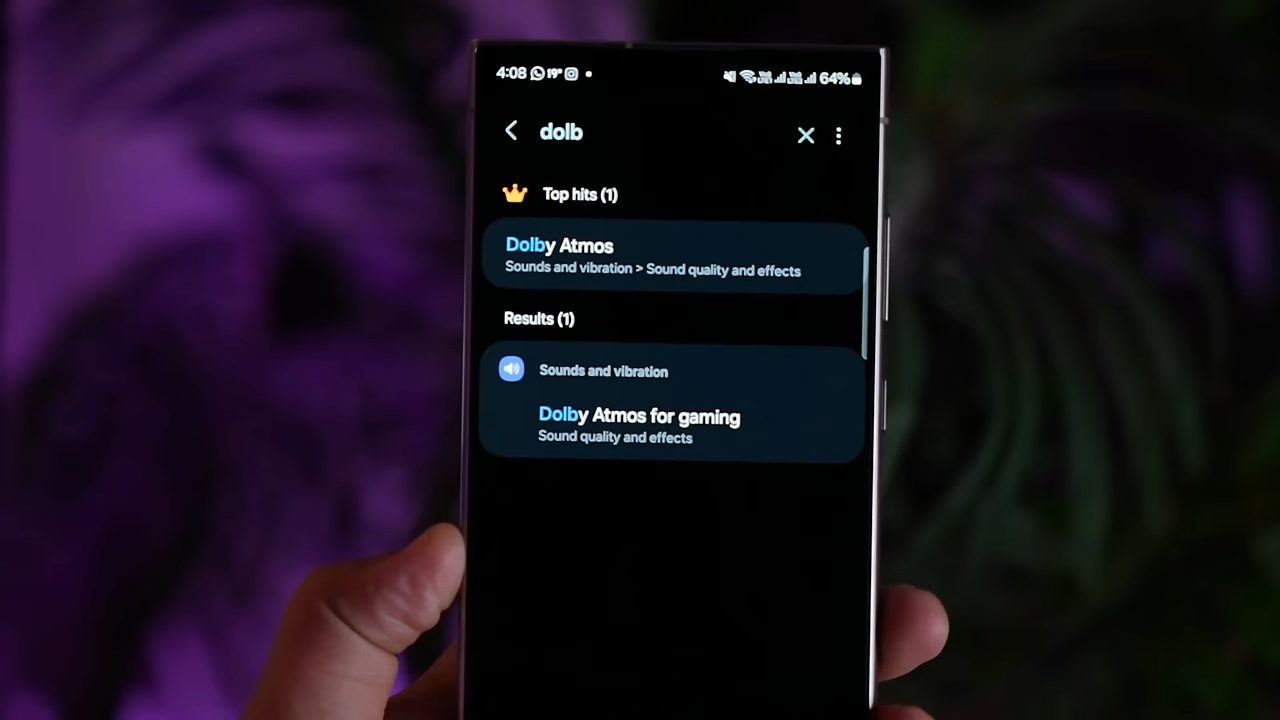 4:08 19° 64%
dolb
Top hits (1)
Dolby Atmos
Sounds and vibration > Sound quality and effects
Results (1)
Sounds and vibration
Dolby Atmos for gaming
Sound quality and effects